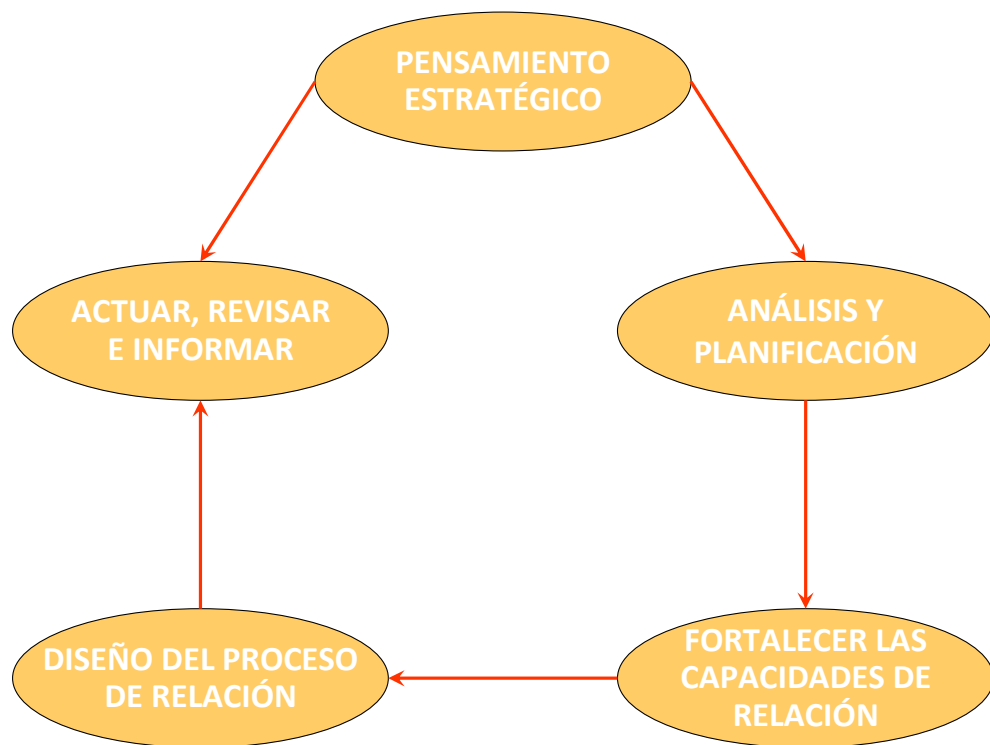 PENSAMIENTO
ESTRATÉGICO
ACTUAR, REVISAR
E INFORMAR
ANÁLISIS Y
PLANIFICACIÓN
DISEÑO DEL PROCESO
DE RELACIÓN
FORTALECER LAS
CAPACIDADES DE
RELACIÓN